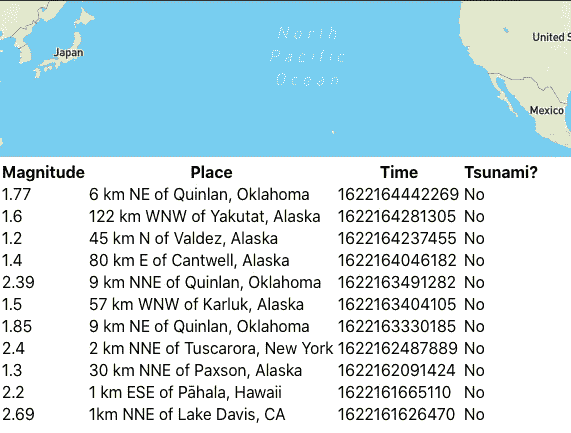 North
Japan
United S
Pacific
Ocean
Mexico
Magnitude Place Time Tsunami?
1.77 6 km NE of Quinlan, Oklahoma 1622164442269 No
1.6 122 km WNW of Yakutat, Alaska 1622164281305 No
1.2 45 km N of Valdez, Alaska 1622164237455 No
1.4 80 km E of Cantwell, Alaska 1622164046182 No
2.39 9 km NNE of Quinlan, Oklahoma 1622163491282 No
1.5 57 km WNW of Karluk, Alaska 1622163404105 No
1.85 9 km NE of Quinlan, Oklahoma 1622163330185 No
2.4 2 km NNE of Tuscarora, New York 1622162487889 No
1.3 30 km NNE of Paxson, Alaska 1622162091424 No
2.2 1 km ESE of Pāhala, Hawaii 1622161665110 No
2.69 1km NNE of Lake Davis, CA 1622161626470 No